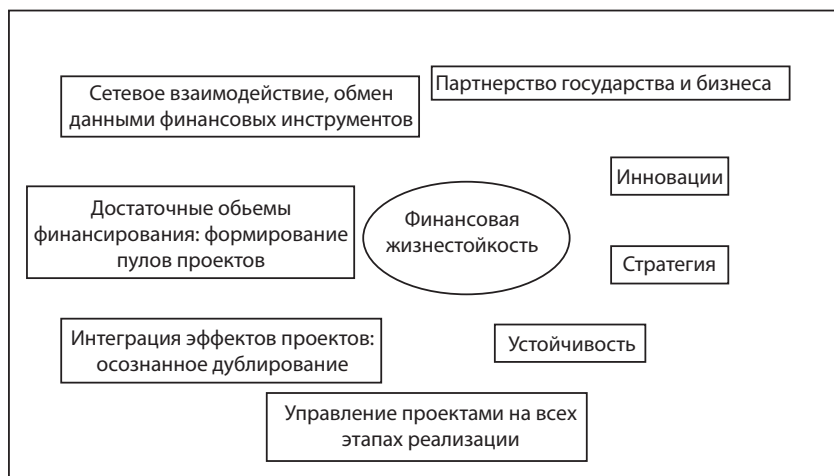 Сетевое взаимодействие, обмен
данными финансовых инструментов
Партнерство государства и бизнеса
Инновации
Достаточные обьемы
финансирования: формирование
пулов проектов
Финансовая
жизнестойкость
Стратегия
Интеграция эффектов проектов:
осознанное дублирование
Устойчивость
Управление проектами на всех
этапах реализации